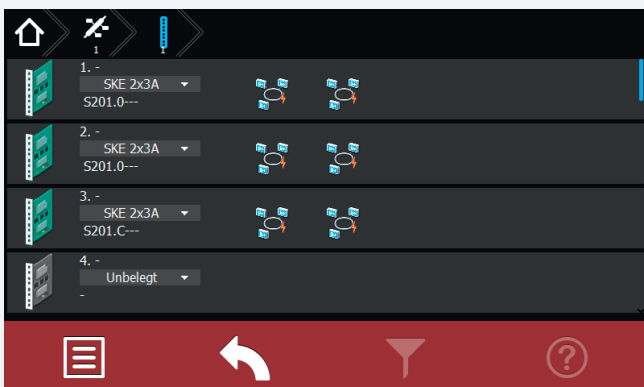 1
1
1. -
SKE 2x3A
S201.0---
2. -
SKE 2x3A
S201.0---
3. -
SKE 2x3A
S201.C---
4. -
Unbelegt
-
?